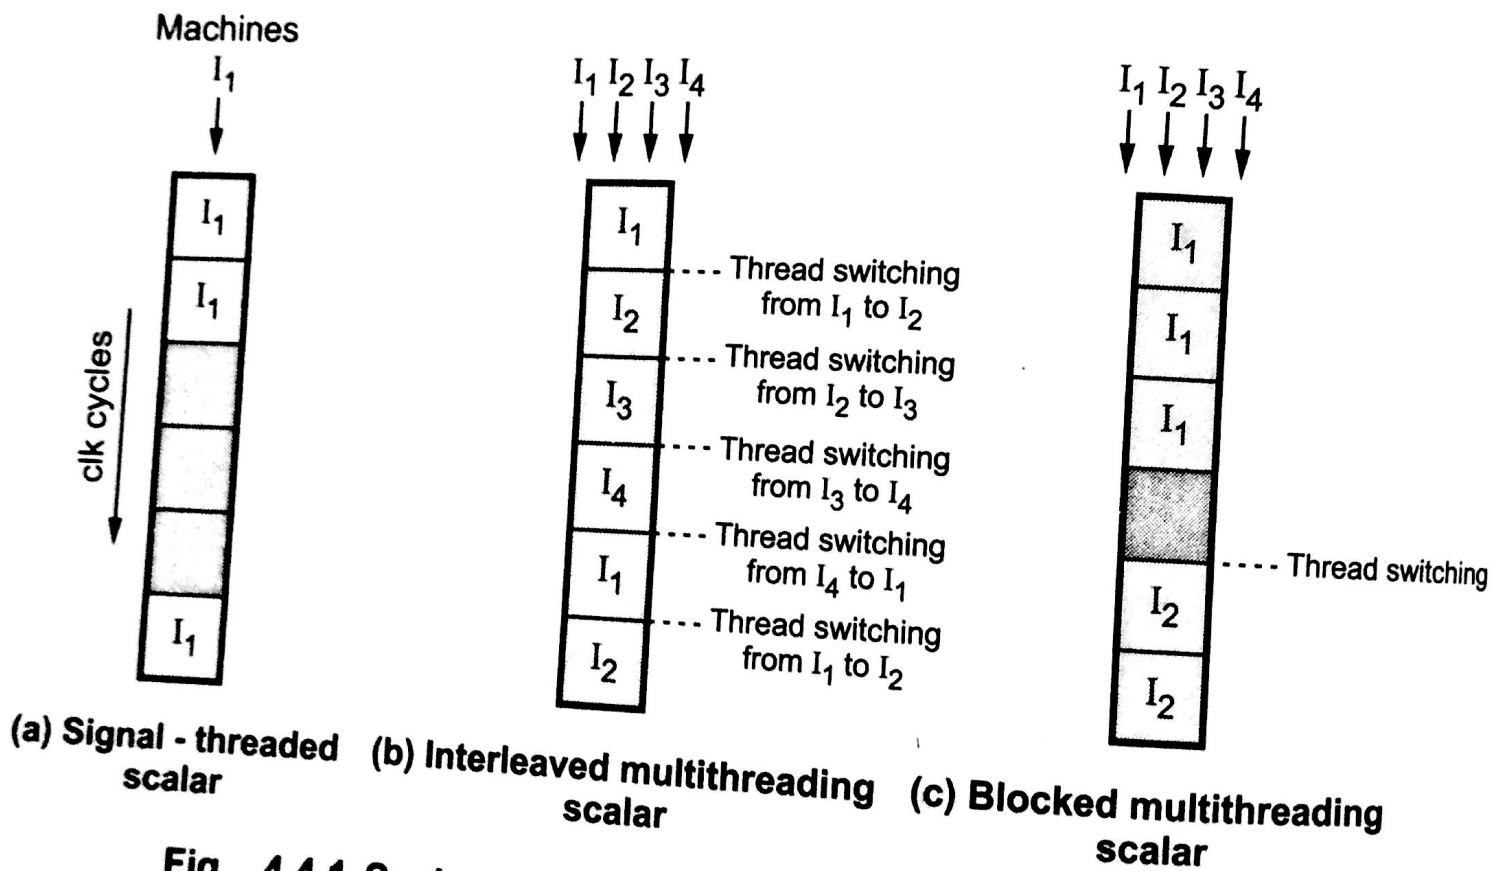 Machines
I₁
I₁
I₁
I₁
clk cycles
(a) Signal - threaded
scalar
I₁ I₂ I₃ I₄
I₁
I₂
I₃
I₄
I₁
I₂
Thread switching
from I₁ to I₂
Thread switching
from I₂ to I₃
Thread switching
from I₃ to I₄
Thread switching
from I₄ to I₁
Thread switching
from I₁ to I₂
(b) Interleaved multithreading
scalar
I₁ I₂ I₃ I₄
I₁
I₁
I₁
I₂
I₂
Thread switching
(c) Blocked multithreading
scalar
Fig.